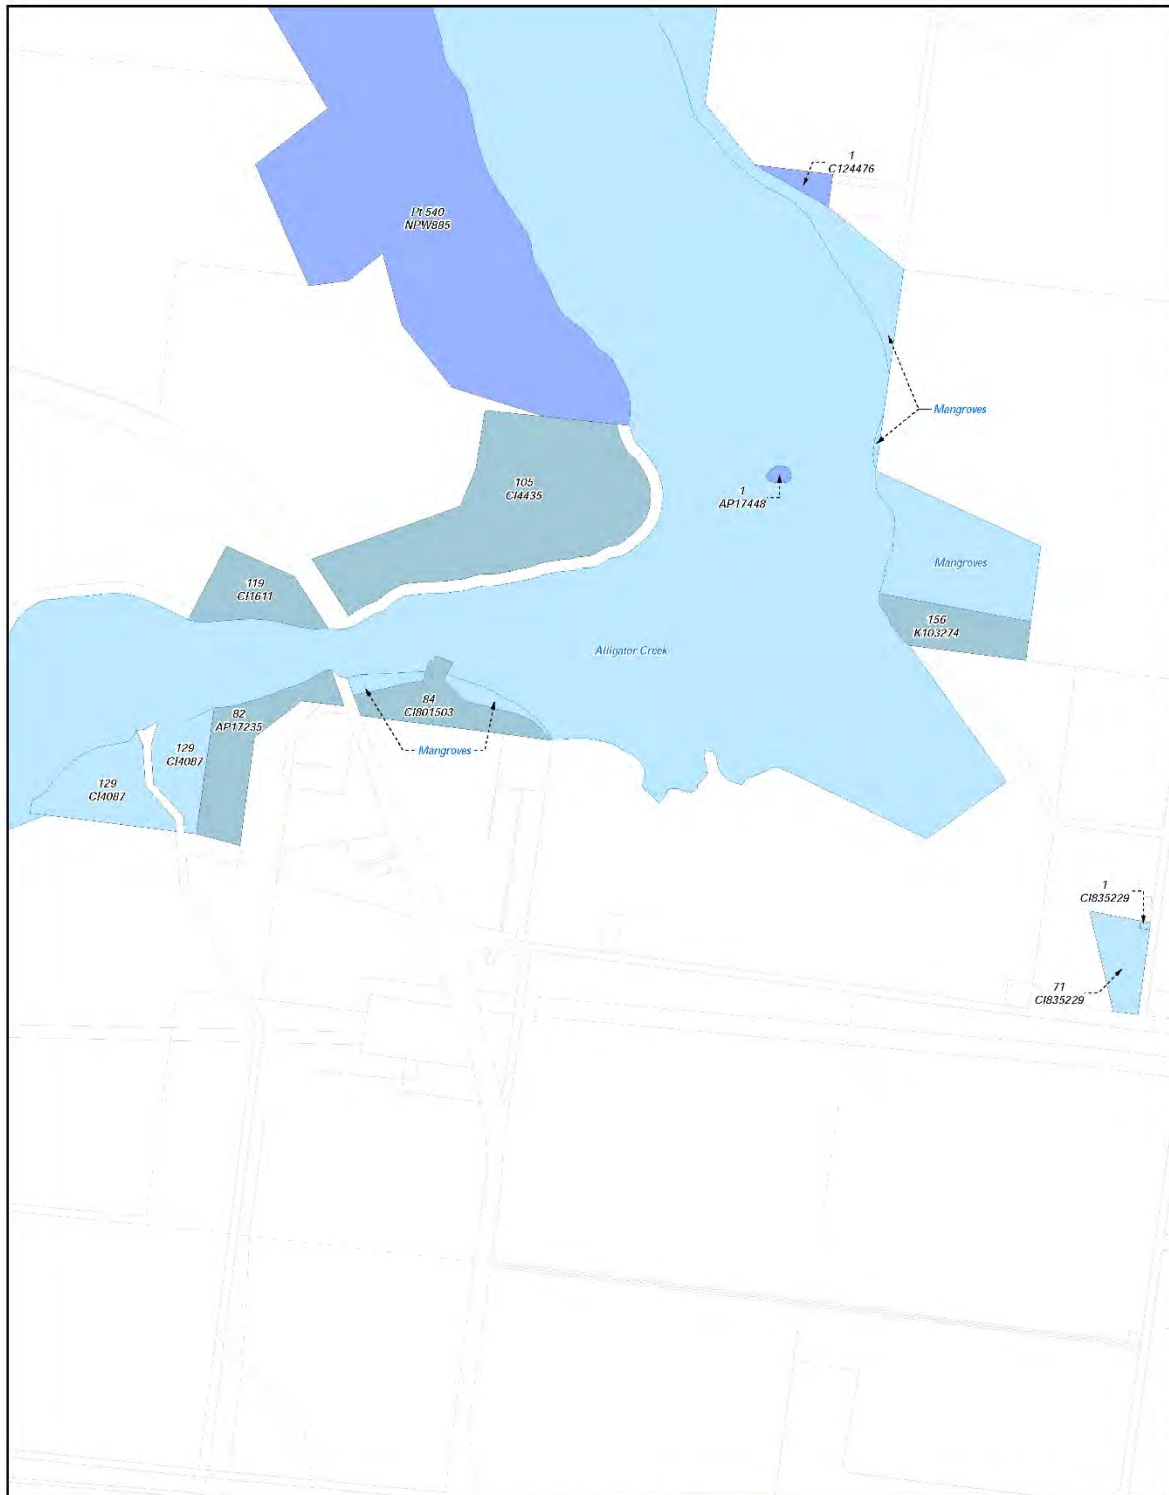 1
C124476
Pt 540
NPW885
Mangroves
105
CI4435
1
AP17448
Mangroves
119
CI1611
156
K103274
Alligator Creek
84
CI801503
82
AP17235
129
CI4087
Mangroves
129
CI4087
1
CI835229
71
CI835229